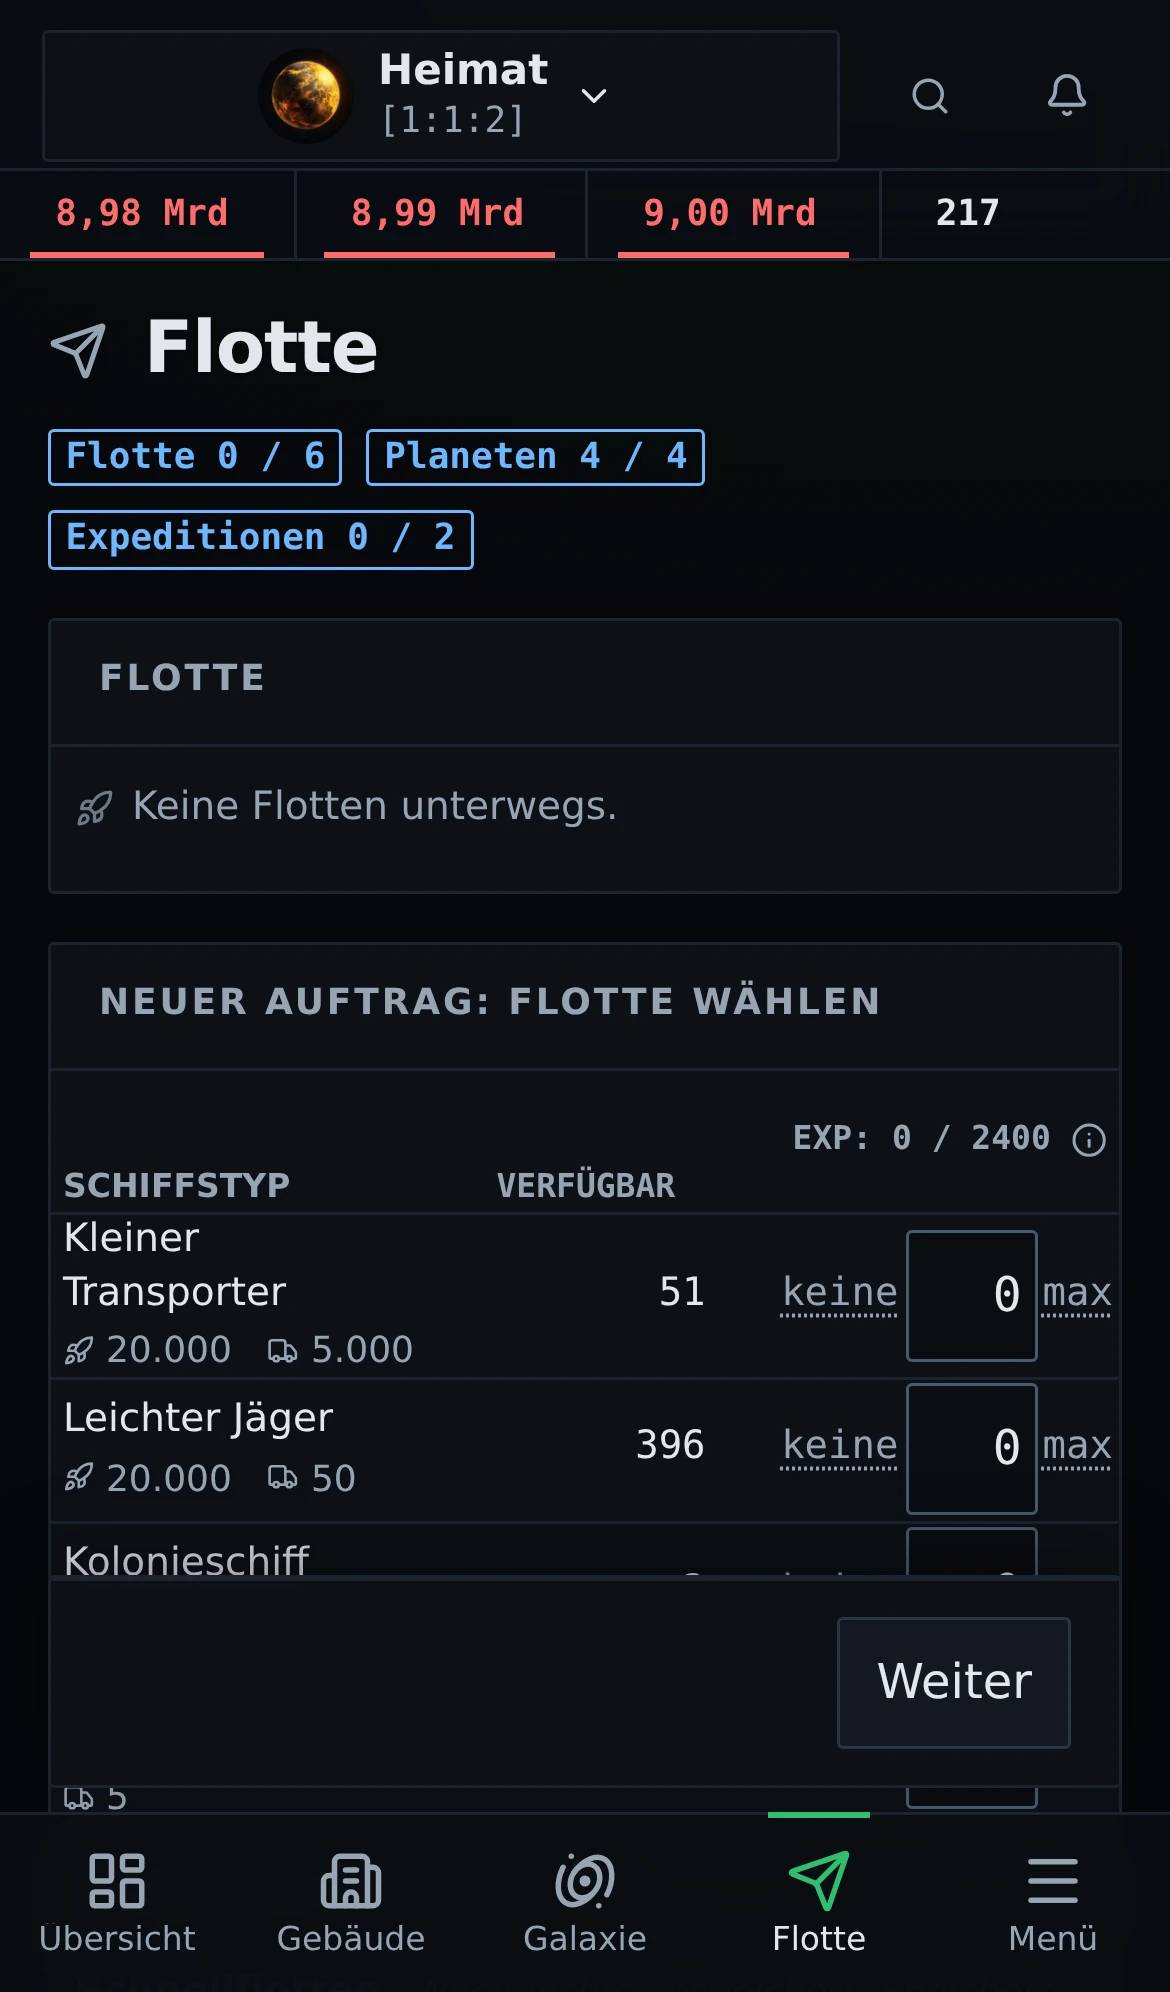 Heimat
[1:1:2]
8,98 Mrd 8,99 Mrd 9,00 Mrd 217
Flotte
Flotte 0 / 6 Planeten 4 / 4
Expeditionen 0 / 2
FLOTTE
Keine Flotten unterwegs.
NEUER AUFTRAG: FLOTTE WÄHLEN
EXP: 0 / 2400
SCHIFFSTYP VERFÜGBAR
Kleiner
Transporter 51 keine 0 max
20.000 5.000
Leichter Jäger 396 keine 0 max
20.000 50
Kolonieschiff
Weiter
5
Übersicht Gebäude Galaxie Flotte Menü